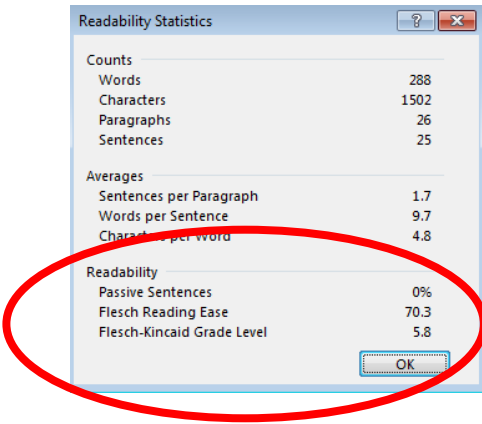 Readability Statistics
Counts
Words 288
Characters 1502
Paragraphs 26
Sentences 25
Averages
Sentences per Paragraph 1.7
Words per Sentence 9.7
Characters per Word 4.8
Readability
Passive Sentences 0%
Flesch Reading Ease 70.3
Flesch-Kincaid Grade Level 5.8
OK